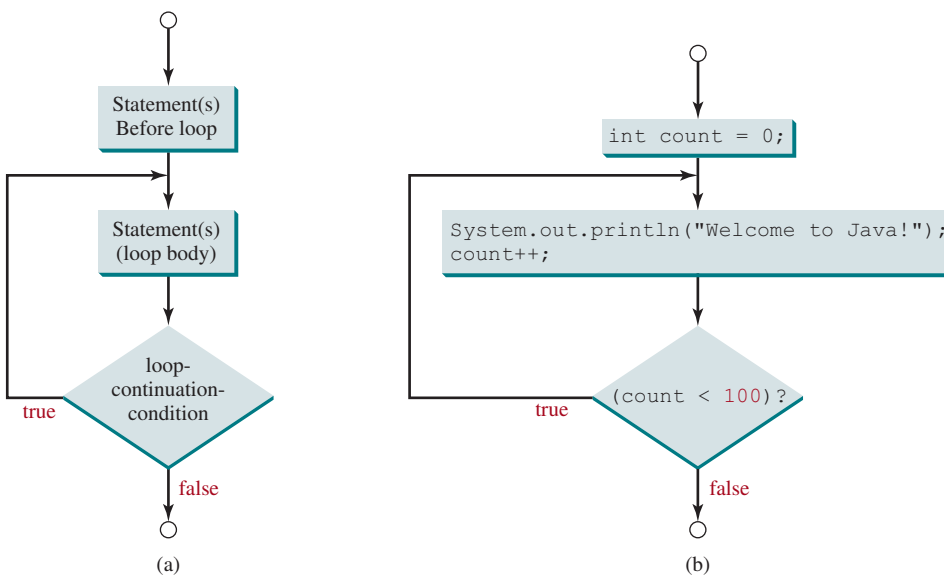 Statement(s)
Before loop
Statement(s)
(loop body)
loop-
continuation-
condition
true
false
(a)
int count = 0;
System.out.println("Welcome to Java!");
count++;
(count < 100)?
true
false
(b)